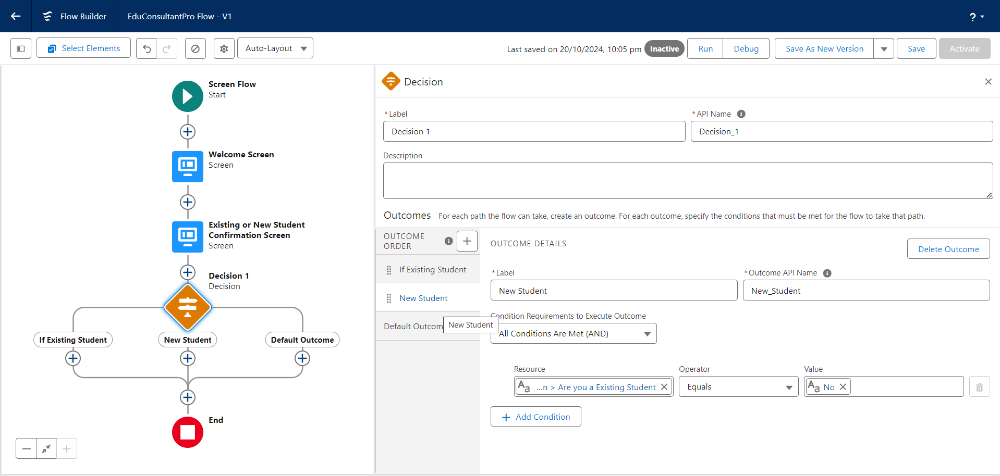 Flow Builder
EduConsultantPro Flow - V1
?
Select Elements
Auto-Layout
Last saved on 20/10/2024, 10:05 pm
Inactive
Run
Debug
Save As New Version
Save
Activate
Screen Flow
Start
Welcome Screen
Screen
Existing or New Student
Confirmation Screen
Screen
Decision 1
Decision
If Existing Student
New Student
Default Outcome
End
Decision
* Label
* API Name
Decision 1
Decision_1
Description
Outcomes
For each path the flow can take, create an outcome. For each outcome, specify the conditions that must be met for the flow to take that path.
OUTCOME
ORDER
If Existing Student
New Student
Default Outcom
New Student
OUTCOME DETAILS
Delete Outcome
* Label
* Outcome API Name
New Student
New_Student
Condition Requirements to Execute Outcome
All Conditions Are Met (AND)
Resource
Operator
Value
Aa ...n > Are you a Existing Student
Equals
Aa No
Add Condition